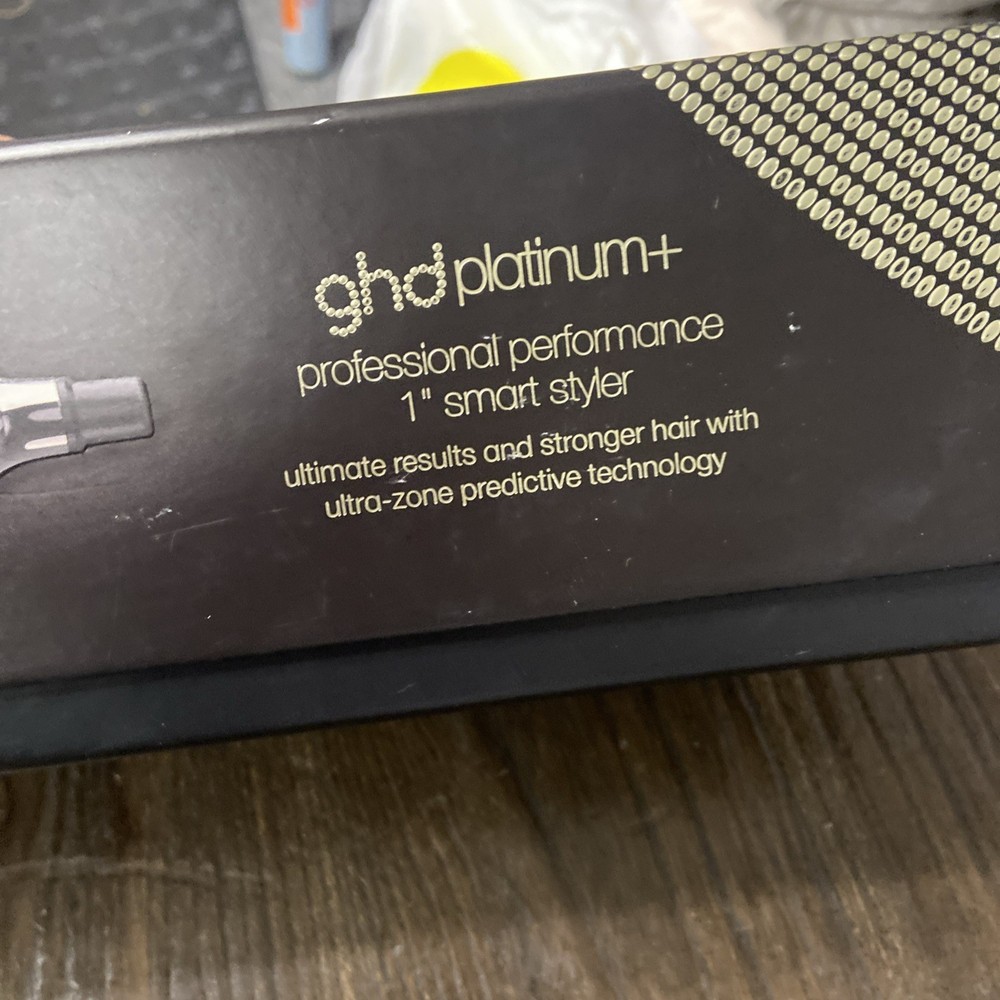 ghd platinum+
professional performance
1" smart styler
ultimate results and stronger hair with
ultra-zone predictive technology